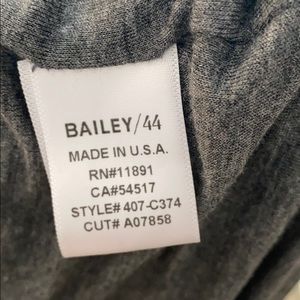 BAILEY/44
MADE IN U.S.A.
RN#11891
CA#54517
STYLE# 407-C374
CUT# A07858